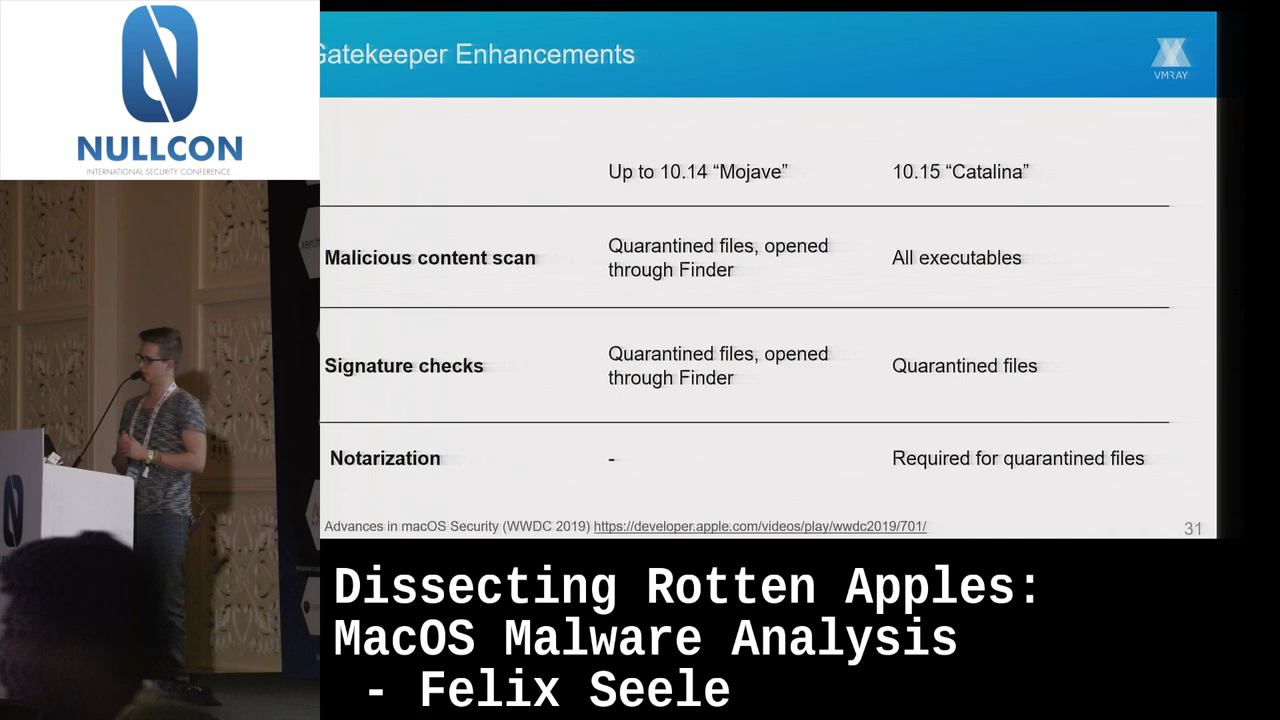 NULLCON
INTERNATIONAL SECURITY CONFERENCE
Gatekeeper Enhancements
VMRAY
Up to 10.14 “Mojave”
10.15 “Catalina”
Malicious content scan
Quarantined files, opened
through Finder
All executables
Signature checks
Quarantined files, opened
through Finder
Quarantined files
Notarization
-
Required for quarantined files
Advances in macOS Security (WWDC 2019) https://developer.apple.com/videos/play/wwdc2019/701/
31
Dissecting Rotten Apples:
MacOS Malware Analysis
- Felix Seele